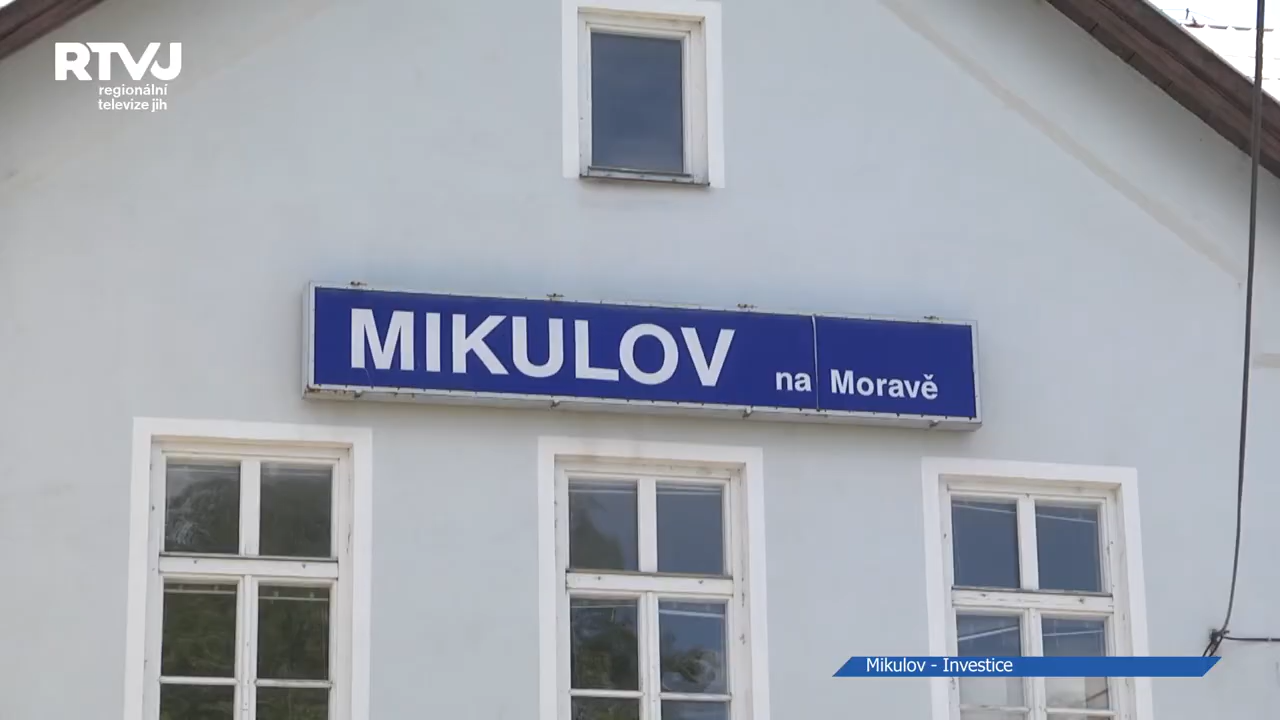 RTVJ
regionální
televize jih
MIKULOV na Moravě
Mikulov - Investice